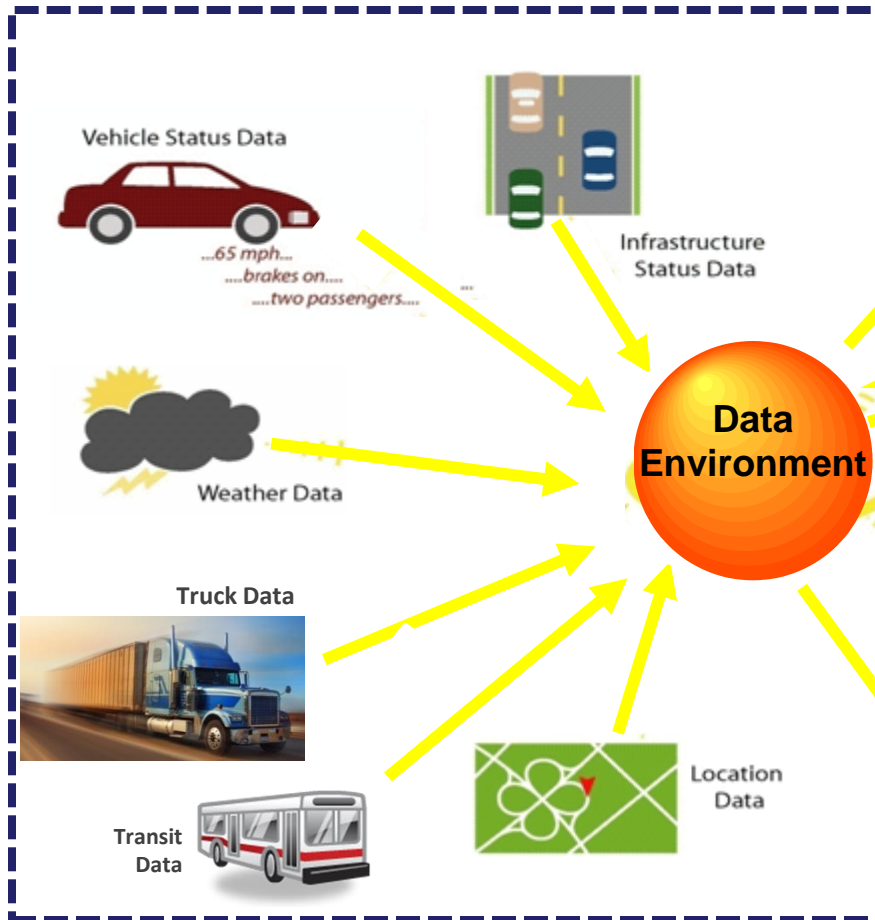 Vehicle Status Data
...65 mph...
....brakes on....
....two passengers....
...
Infrastructure
Status Data
Data
Environment
Weather Data
Truck Data
Transit
Data
Location
Data